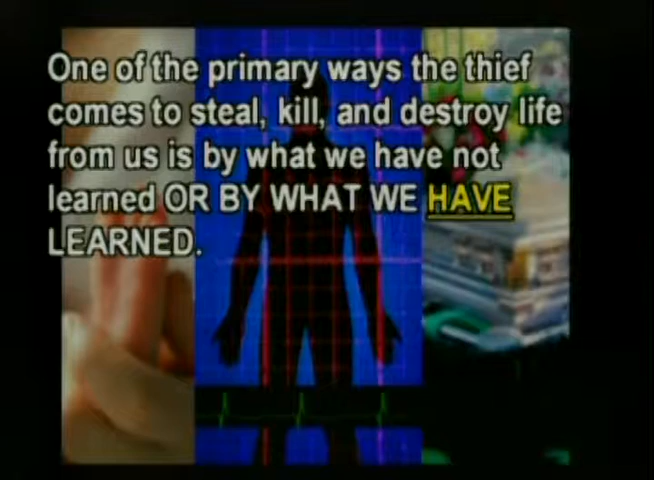 One of the primary ways the thief
comes to steal, kill, and destroy life
from us is by what we have not
learned OR BY WHAT WE HAVE
LEARNED.